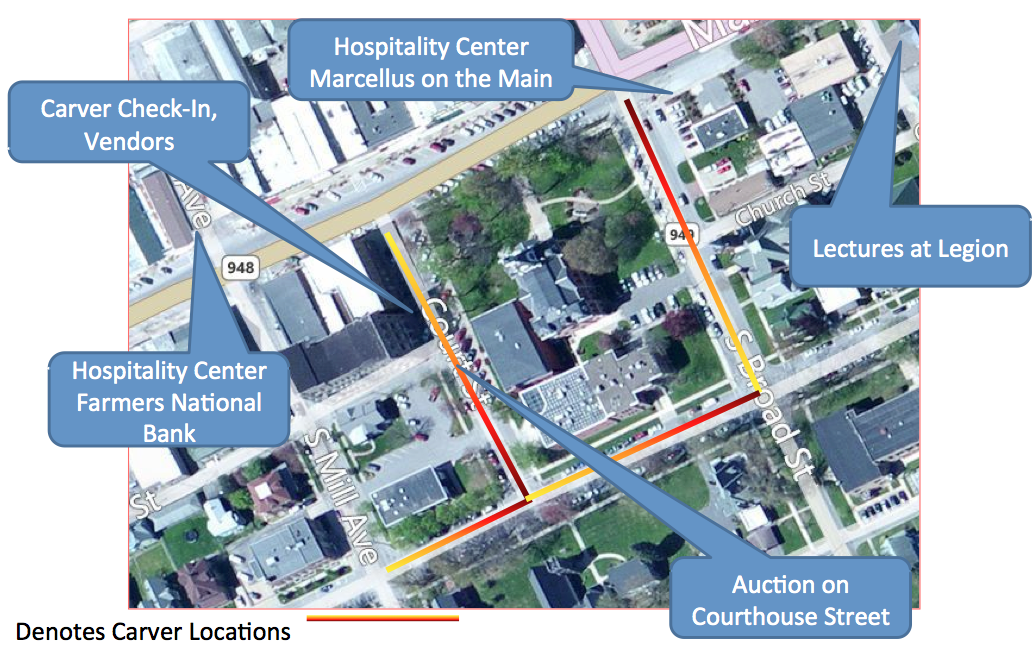 Hospitality Center
Marcellus on the Main
Ma
Carver Check-In,
Vendors
Ave
Church St
949
Lectures at Legion
948
Court St
Hospitality Center
Farmers National
Bank
S Broad St
S Mill Ave
St
Auction on
Courthouse Street
Denotes Carver Locations